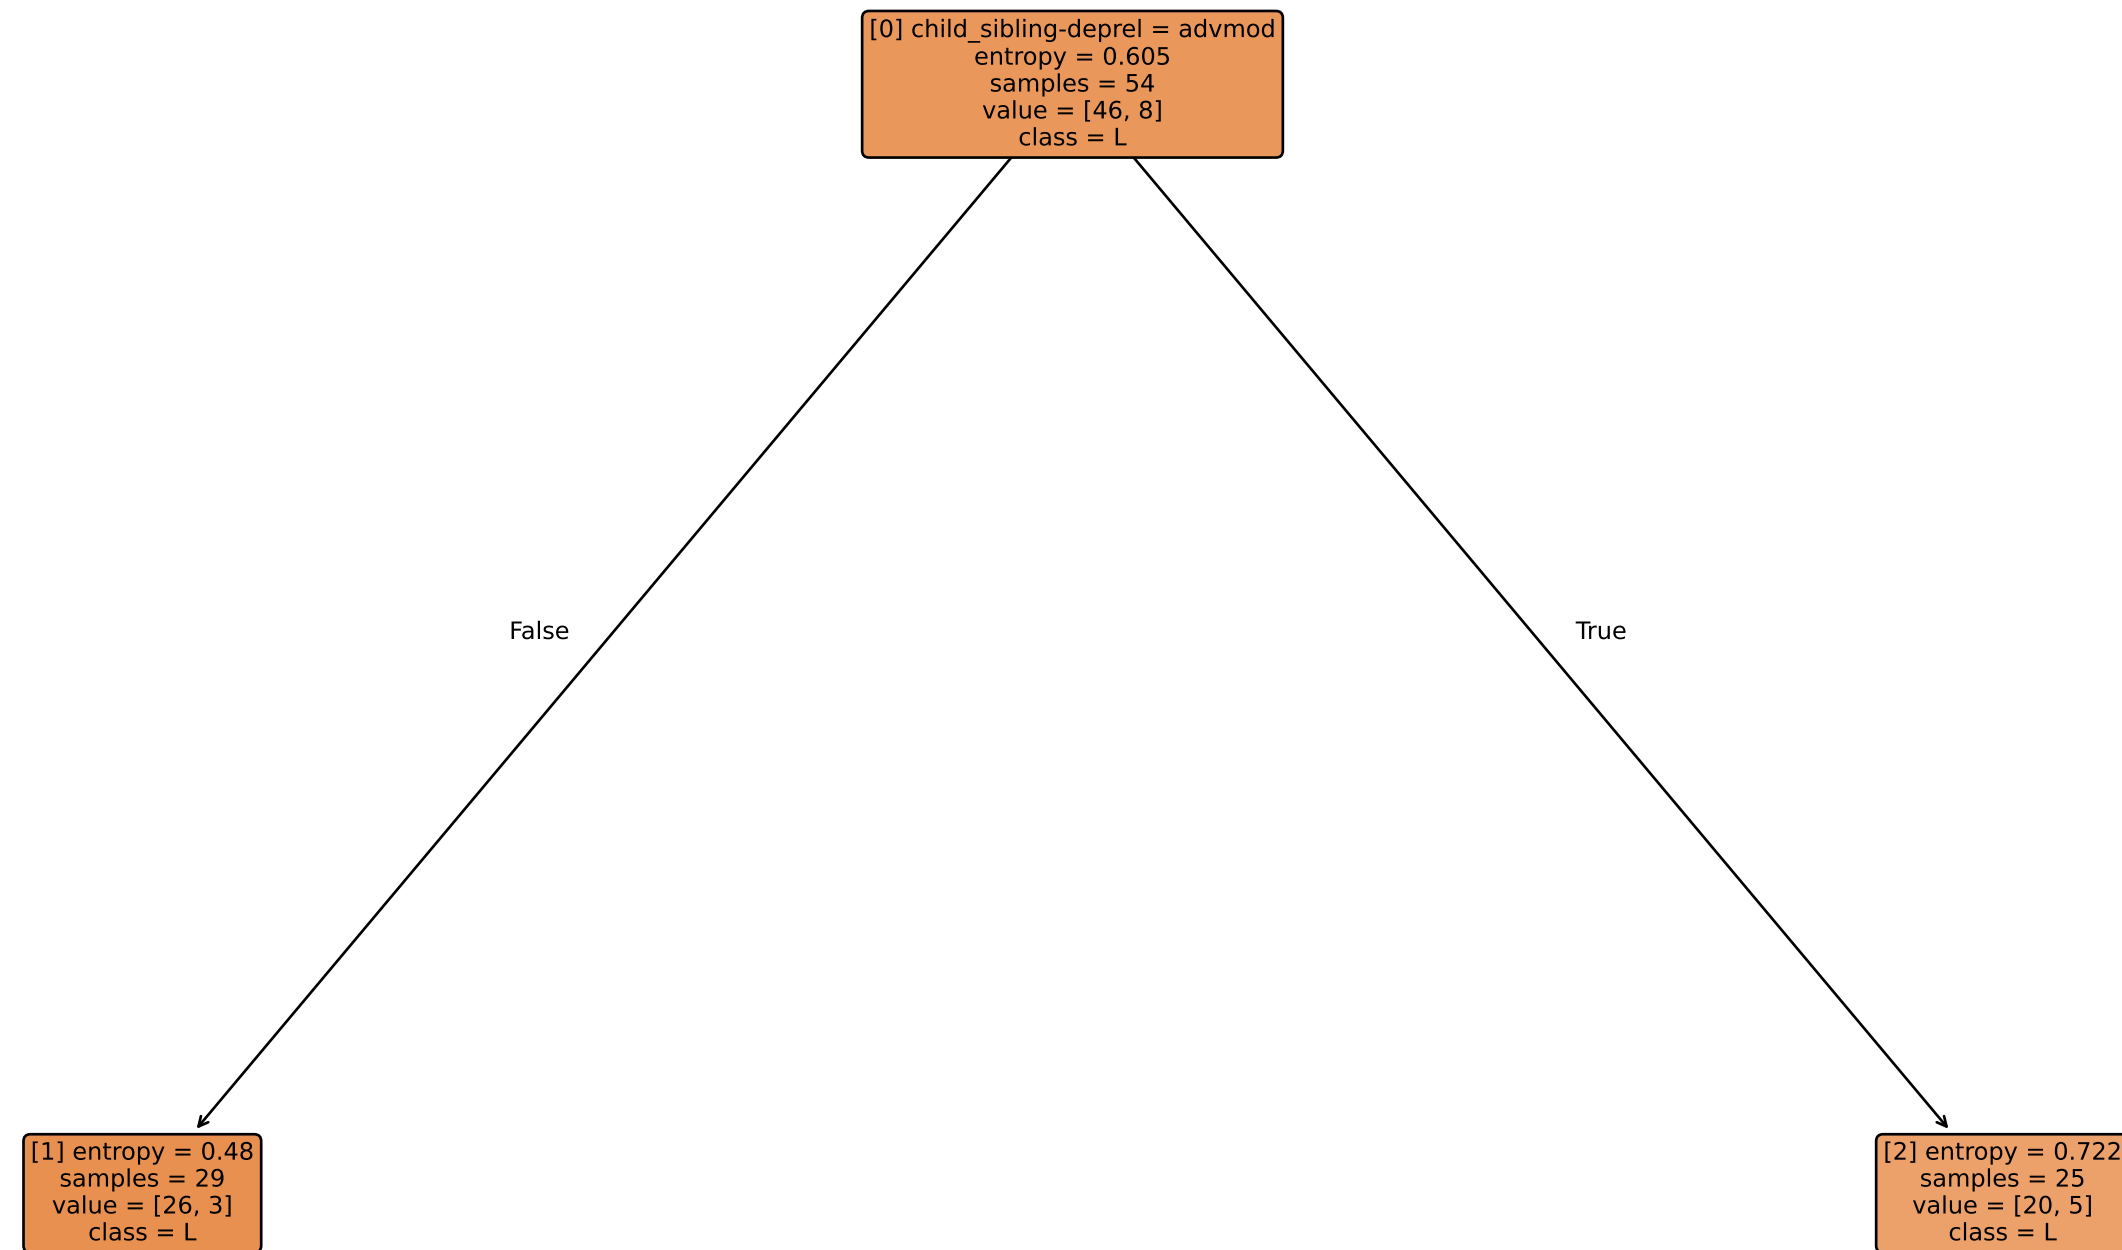 [0] child_sibling-deprel = advmod
entropy = 0.605
samples = 54
value = [46, 8]
class = L
False
True
[1] entropy = 0.48
samples = 29
value = [26, 3]
class = L
[2] entropy = 0.722
samples = 25
value = [20, 5]
class = L